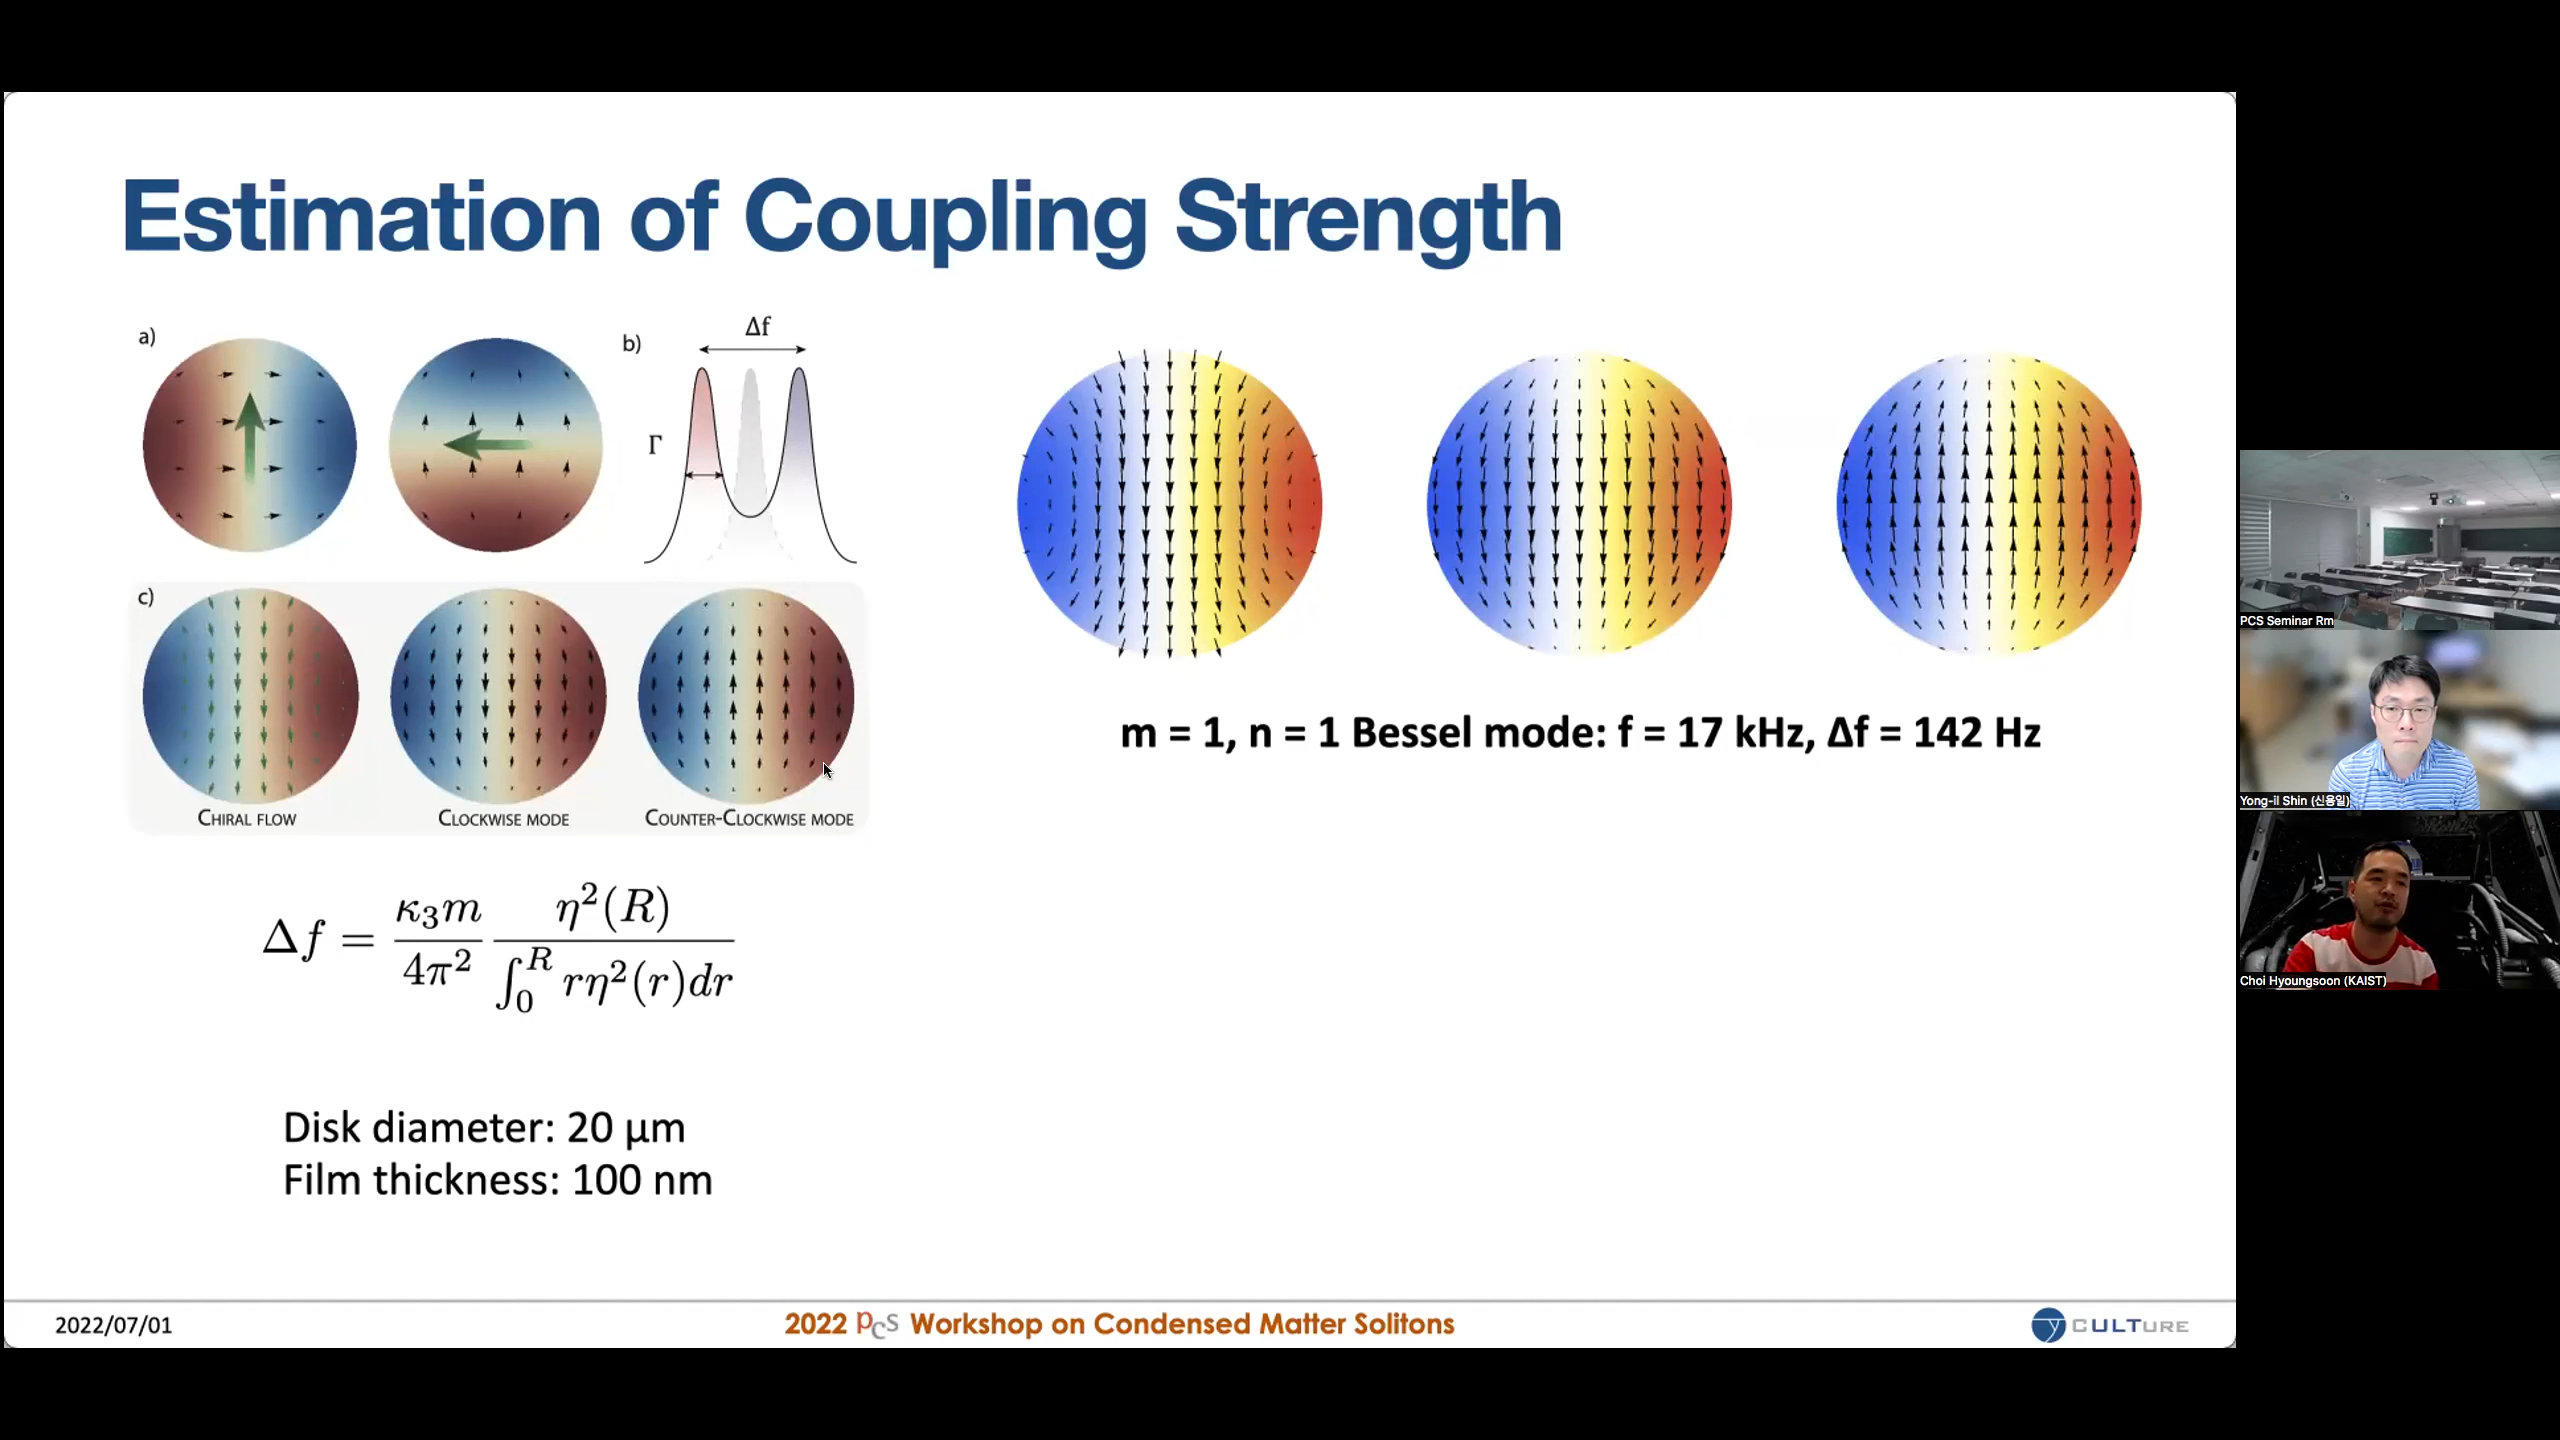 Estimation of Coupling Strength
a)
b)
Δf
Γ
c)
CHIRAL FLOW
CLOCKWISE MODE
COUNTER-CLOCKWISE MODE
m = 1, n = 1 Bessel mode: f = 17 kHz, Δf = 142 Hz
Δf = κ₃m / 4π² η²(R) / ∫₀ᴿ rη²(r)dr
Disk diameter: 20 μm
Film thickness: 100 nm
2022/07/01
2022 PCS Workshop on Condensed Matter Solitons
CULTURE
PCS Seminar Rm
Yong-il Shin (신용일)
Choi Hyoungsoon (KAIST)